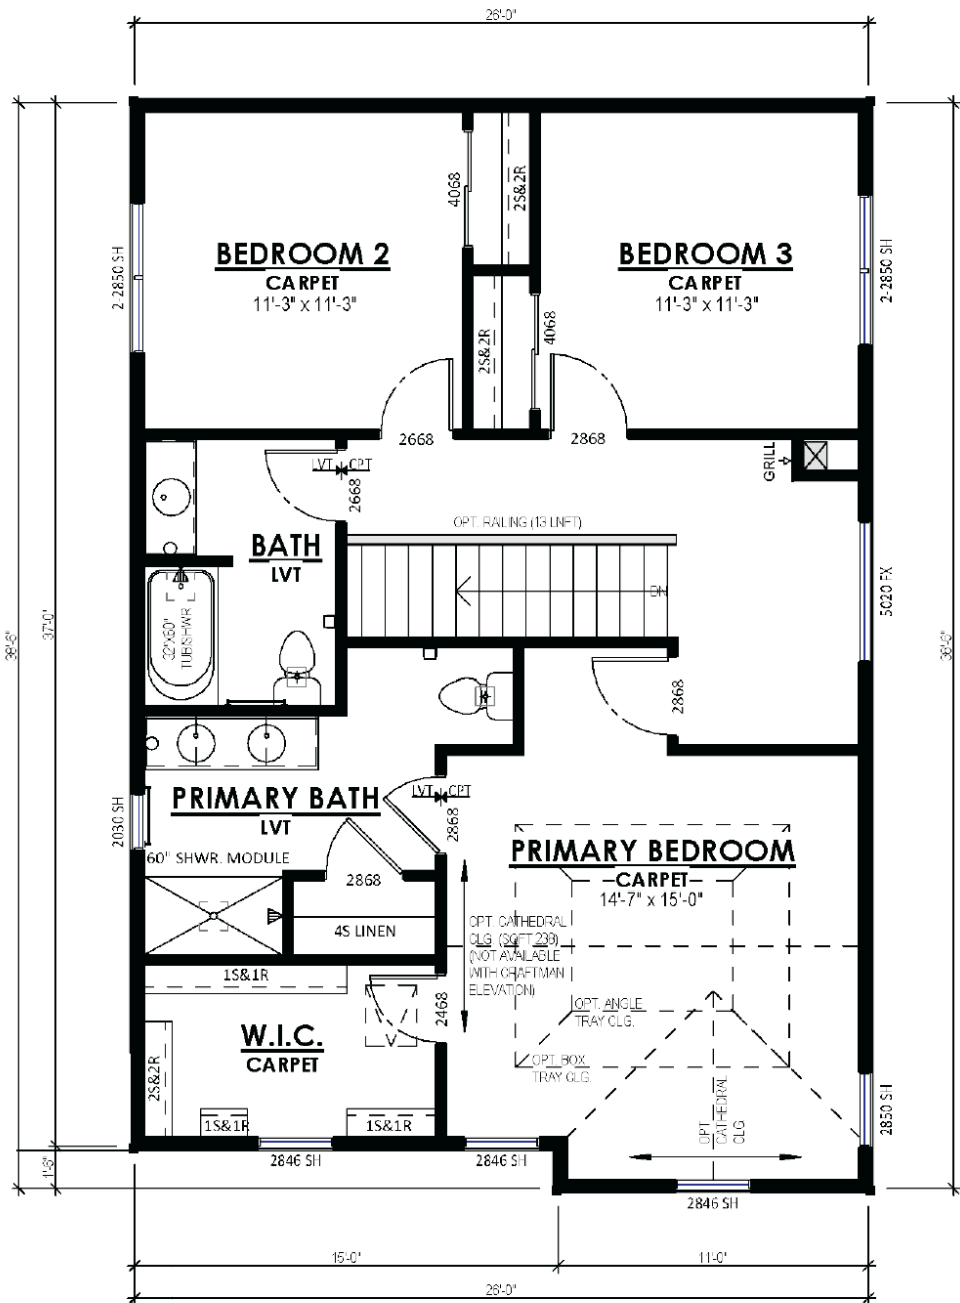 26'-0"
4068
2S&2R
BEDROOM 2
CARPET
11'-3" x 11'-3"
BEDROOM 3
CARPET
11'-3" x 11'-3"
2-2850 SH
2-2850 SH
2S&2R
4068
2668
2868
LVT
CPT
2668
GRILL
OPT. RAILING (13 LNFT)
BATH
LVT
DN
5020 FX
32"X60"
TUB/SHWR
38'-6"
37'-0"
38'-6"
2868
PRIMARY BATH
LVT
2030 SH
LVT
CPT
2868
60" SHWR. MODULE
2868
4S LINEN
PRIMARY BEDROOM
CARPET
14'-7" x 15'-0"
OPT. CATHEDRAL
CLG. (SQFT 238)
(NOT AVAILABLE
WITH CRAFTMAN
ELEVATION)
1S&1R
2468
OPT. ANGLE
TRAY CLG.
W.I.C.
CARPET
2S&2R
OPT. BOX
TRAY CLG.
OPT
CATHEDRAL
CLG
2850 SH
1S&1R
1S&1R
2846 SH
2846 SH
2846 SH
1'-6"
15'-0"
11'-0"
26'-0"